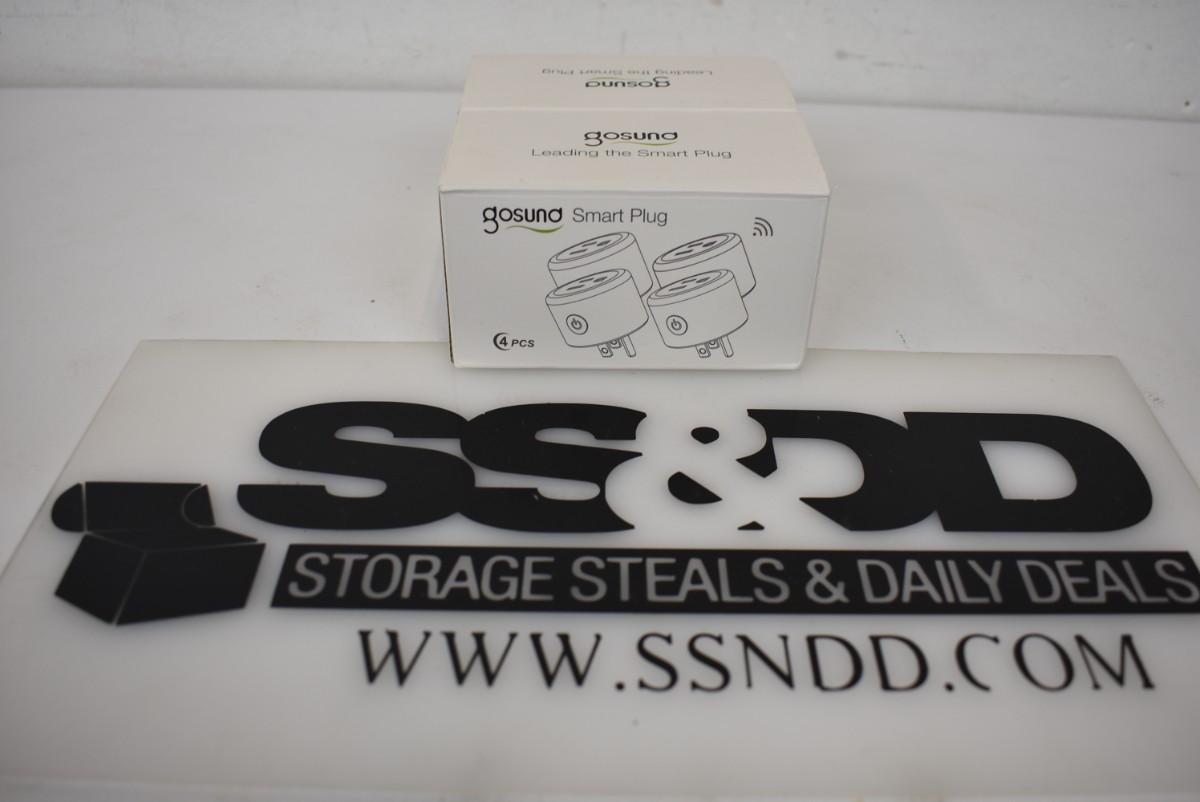 Leading the Smart Plug
gosund
gosund
Leading the Smart Plug
gosund Smart Plug
4 PCS
SS&DD
STORAGE STEALS & DAILY DEALS
WWW.SSNDD.COM